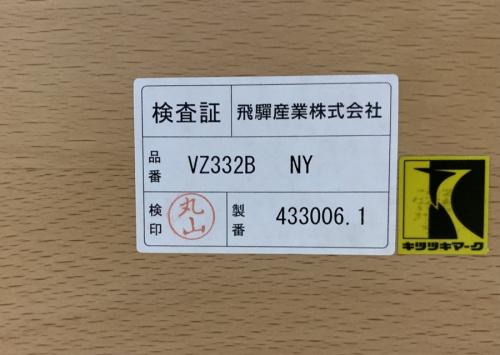 検査証 飛驒産業株式会社
品番 VZ332B NY
検印 丸山 製番 433006.1
キツツキマーク